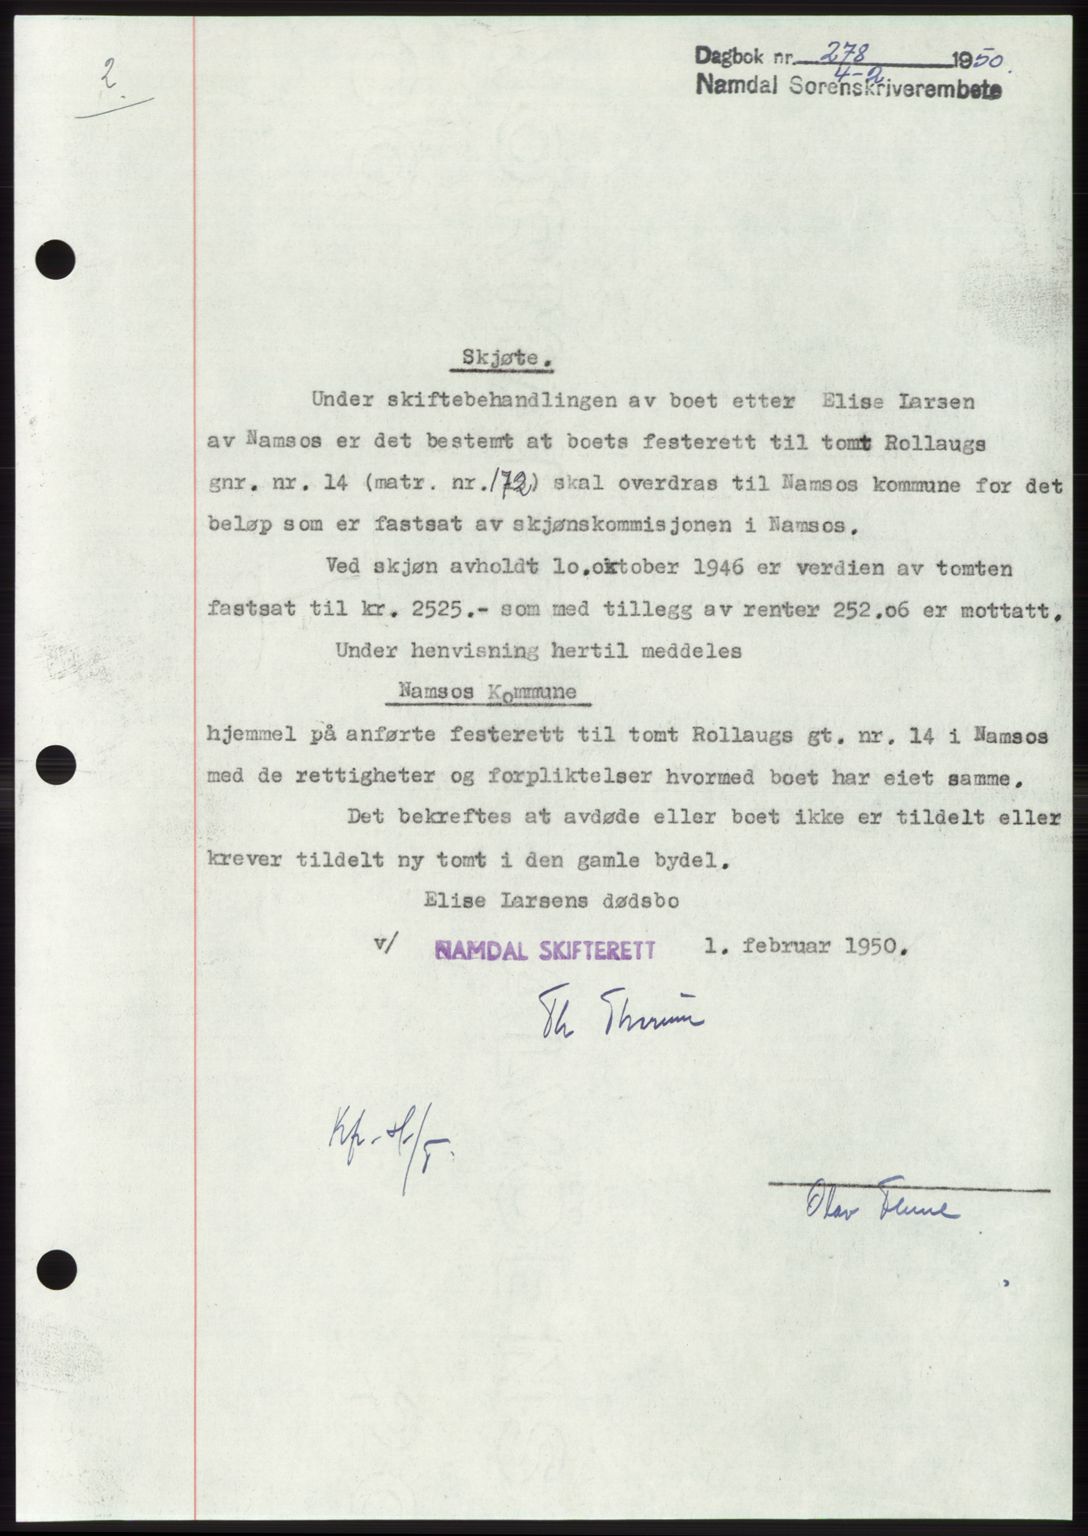 2.
Dagbok nr. 278 1950.
4-2
Namdal Sorenskriverembete
Skjøte.
Under skiftebehandlingen av boet etter Elise Larsen
av Namsos er det bestemt at boets festerett til tomt Rollaugs
gnr. nr. 14 (matr. nr.172) skal overdras til Namsos kommune for det
beløp som er fastsat av skjønskommisjonen i Namsos.
Ved skjøn avholdt 1o.oktober 1946 er verdien av tomten
fastsat til kr. 2525.- som med tillegg av renter 252.o6 er mottatt.
Under henvisning hertil meddeles
Namsos Kommune
hjemmel på anførte festerett til tomt Rollaugs gt. nr. 14 i Namsos
med de rettigheter og forpliktelser hvormed boet har eiet samme.
Det bekreftes at avdøde eller boet ikke er tildelt eller
krever tildelt ny tomt i den gamle bydel.
Elise Larsens dødsbo
v/ NAMDAL SKIFTERETT 1. februar 1950.
Th
Olav